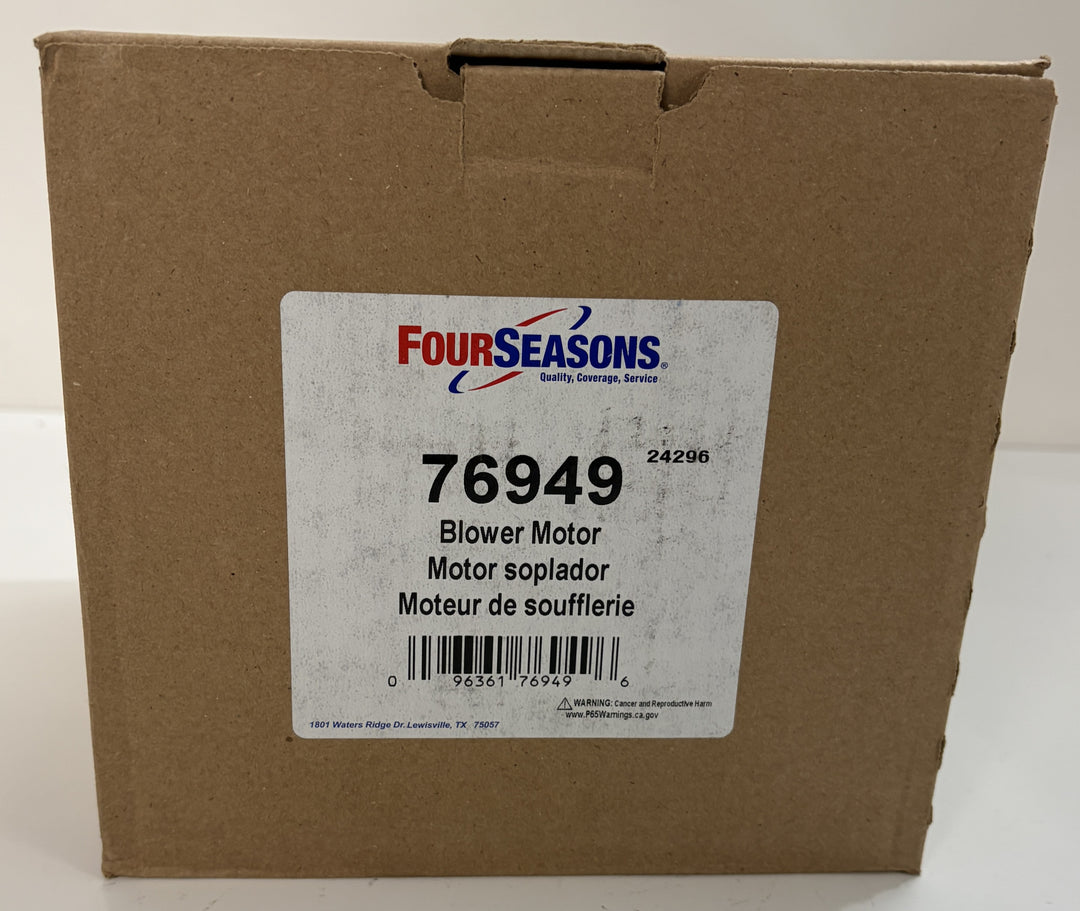 FOURSEASONS®
Quality, Coverage, Service
24296
76949
Blower Motor
Motor soplador
Moteur de soufflerie
0 96361 76949 6
WARNING: Cancer and Reproductive Harm
www.P65Warnings.ca.gov
1801 Waters Ridge Dr. Lewisville, TX 75057